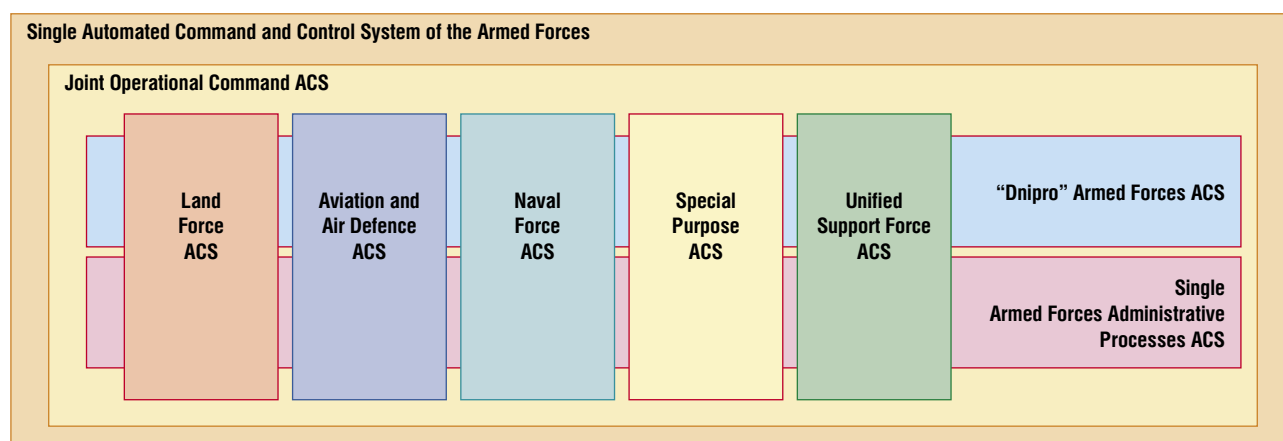 Single Automated Command and Control System of the Armed Forces
Joint Operational Command ACS
Land
Force
ACS
Aviation and
Air Defence
ACS
Naval
Force
ACS
Special
Purpose
ACS
Unified
Support Force
ACS
“Dnipro” Armed Forces ACS
Single
Armed Forces Administrative
Processes ACS